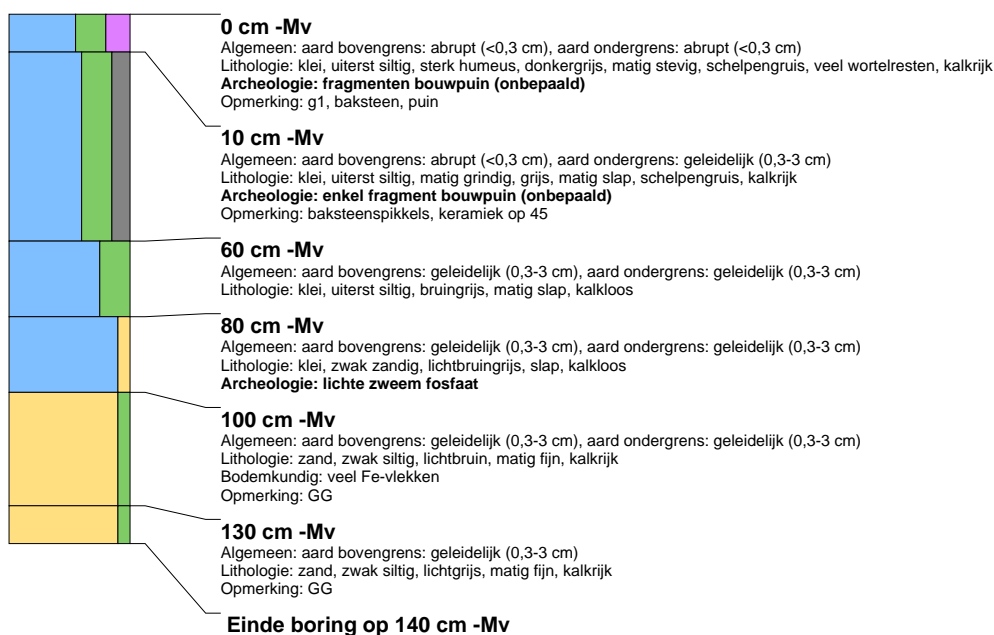 0 cm -Mv
Algemeen: aard bovengrens: abrupt (<0,3 cm), aard ondergrens: abrupt (<0,3 cm)
Lithologie: klei, uiterst siltig, sterk humeus, donkergrijs, matig stevig, schelpengruis, veel wortelresten, kalkrijk
Archeologie: fragmenten bouwpuin (onbepaald)
Opmerking: g1, baksteen, puin
10 cm -Mv
Algemeen: aard bovengrens: abrupt (<0,3 cm), aard ondergrens: geleidelijk (0,3-3 cm)
Lithologie: klei, uiterst siltig, matig grindig, grijs, matig slap, schelpengruis, kalkrijk
Archeologie: enkel fragment bouwpuin (onbepaald)
Opmerking: baksteenspikkels, keramiek op 45
60 cm -Mv
Algemeen: aard bovengrens: geleidelijk (0,3-3 cm), aard ondergrens: geleidelijk (0,3-3 cm)
Lithologie: klei, uiterst siltig, bruingrijs, matig slap, kalkloos
80 cm -Mv
Algemeen: aard bovengrens: geleidelijk (0,3-3 cm), aard ondergrens: geleidelijk (0,3-3 cm)
Lithologie: klei, zwak zandig, lichtbruingrijs, slap, kalkloos
Archeologie: lichte zweem fosfaat
100 cm -Mv
Algemeen: aard bovengrens: geleidelijk (0,3-3 cm), aard ondergrens: geleidelijk (0,3-3 cm)
Lithologie: zand, zwak siltig, lichtbruin, matig fijn, kalkrijk
Bodemkundig: veel Fe-vlekken
Opmerking: GG
130 cm -Mv
Algemeen: aard bovengrens: geleidelijk (0,3-3 cm)
Lithologie: zand, zwak siltig, lichtgrijs, matig fijn, kalkrijk
Opmerking: GG
Einde boring op 140 cm -Mv